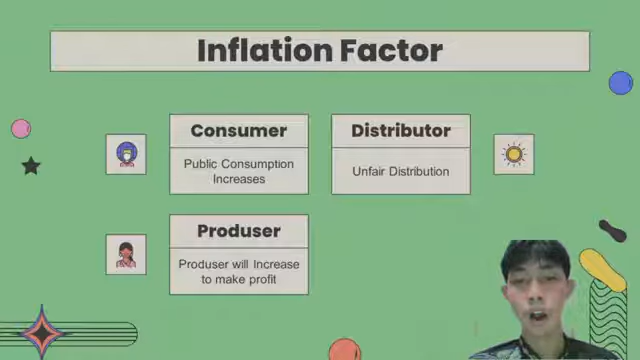 Inflation Factor
Consumer
Public Consumption
Increases
Distributor
Unfair Distribution
Produser
Produser will Increase
to make profit